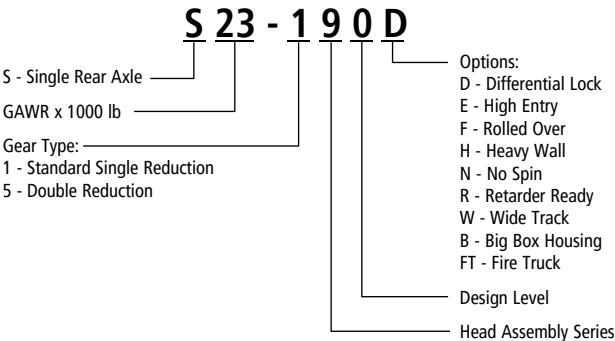 S 23 - 1 9 0 D
S - Single Rear Axle
GAWR x 1000 lb
Gear Type:
1 - Standard Single Reduction
5 - Double Reduction
Options:
D - Differential Lock
E - High Entry
F - Rolled Over
H - Heavy Wall
N - No Spin
R - Retarder Ready
W - Wide Track
B - Big Box Housing
FT - Fire Truck
Design Level
Head Assembly Series